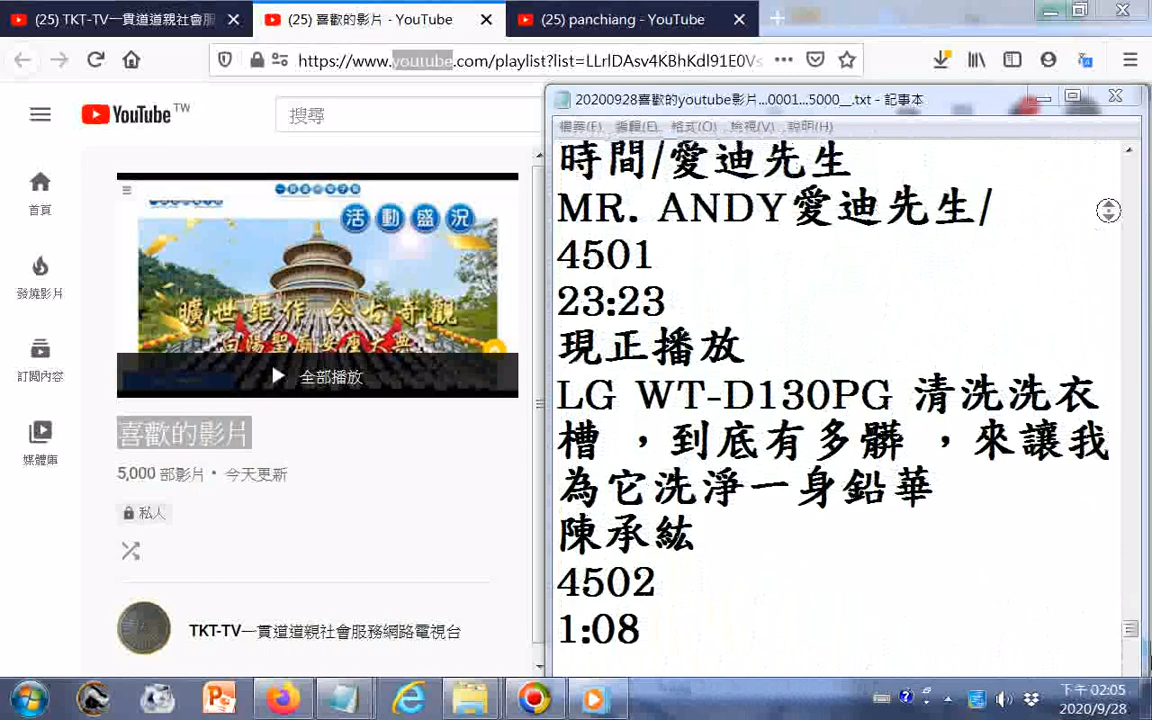 (25) TKT-TV一貫道道親社會服
(25) 喜歡的影片 - YouTube
(25) panchiang - YouTube
https://www.youtube.com/playlist?list=LLrlDAsv4KBhKdl91E0Vs
YouTube TW
搜尋
首頁
發燒影片
訂閱內容
媒體庫
活動盛況
曠世鉅作 今古奇觀
全部播放
喜歡的影片
5,000 部影片・ 今天更新
私人
TKT-TV一貫道道親社會服務網路電視台
20200928喜歡的youtube影片...0001...5000__.txt - 記事本
檔案(F) 編輯(E) 格式(O) 檢視(V) 說明(H)
時間/愛迪先生
MR. ANDY愛迪先生/
4501
23:23
現正播放
LG WT-D130PG 清洗洗衣
槽 ，到底有多髒 ，來讓我
為它洗淨一身鉛華
陳承紘
4502
1:08
下午 02:05
2020/9/28